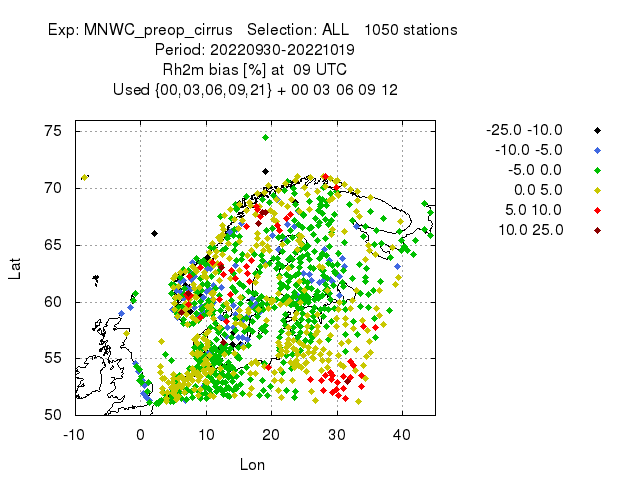 Exp: MNWC_preop_cirrus   Selection: ALL   1050 stations
Period: 20220930-20221019
Rh2m bias [%] at  09 UTC
Used {00,03,06,09,21} + 00 03 06 09 12
-25.0 -10.0
-10.0 -5.0
-5.0 0.0
0.0 5.0
5.0 10.0
10.0 25.0
75
70
65
60
55
50
Lat
-10 0 10 20 30 40
Lon